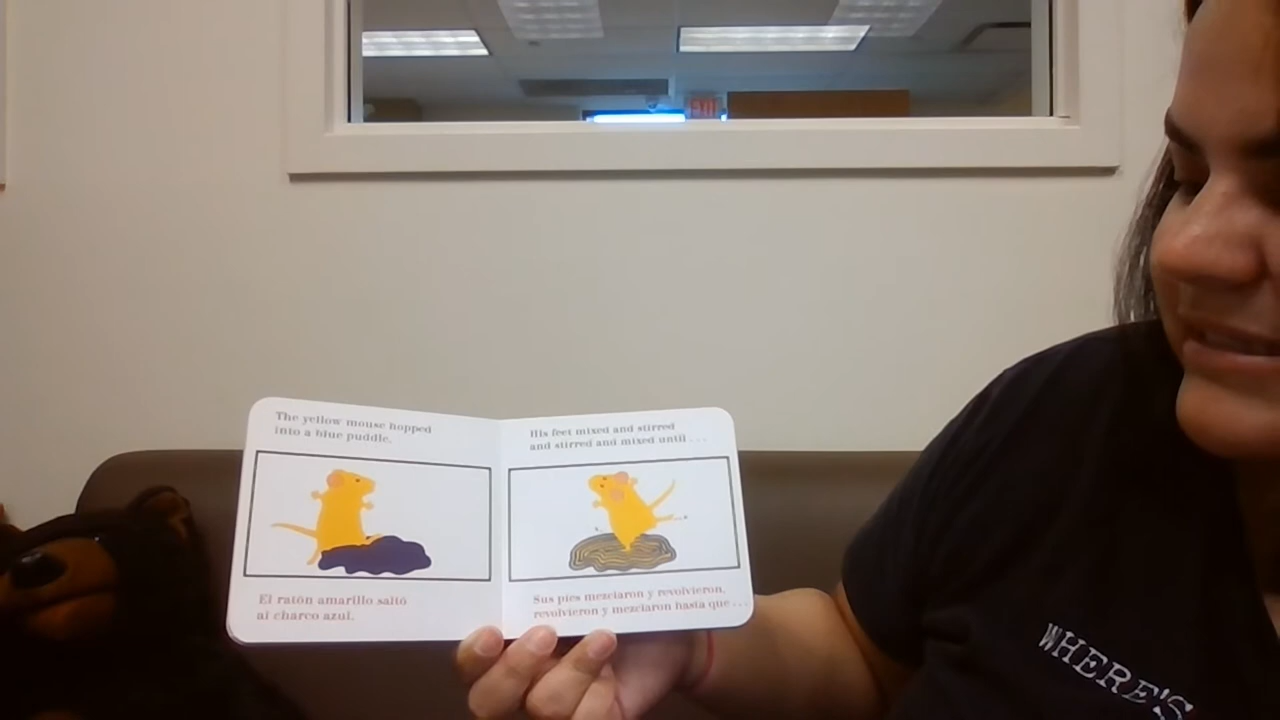 EXIT
The yellow mouse hopped
into a blue puddle.
El ratón amarillo saltó
al charco azul.
His feet mixed and stirred
and stirred and mixed until . . .
Sus pies mezclaron y revolvieron,
revolvieron y mezclaron hasta que . . .
WHERE'S